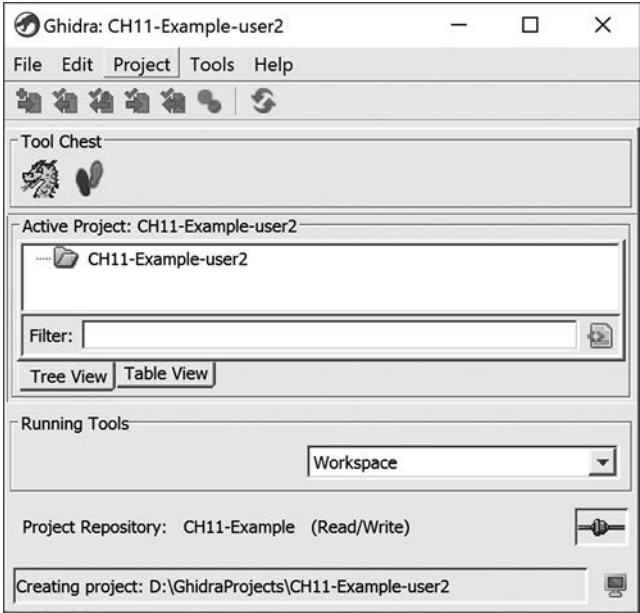 Ghidra: CH11-Example-user2
File Edit Project Tools Help
Tool Chest
Active Project: CH11-Example-user2
CH11-Example-user2
Filter:
Tree View Table View
Running Tools
Workspace
Project Repository: CH11-Example (Read/Write)
Creating project: D:\GhidraProjects\CH11-Example-user2